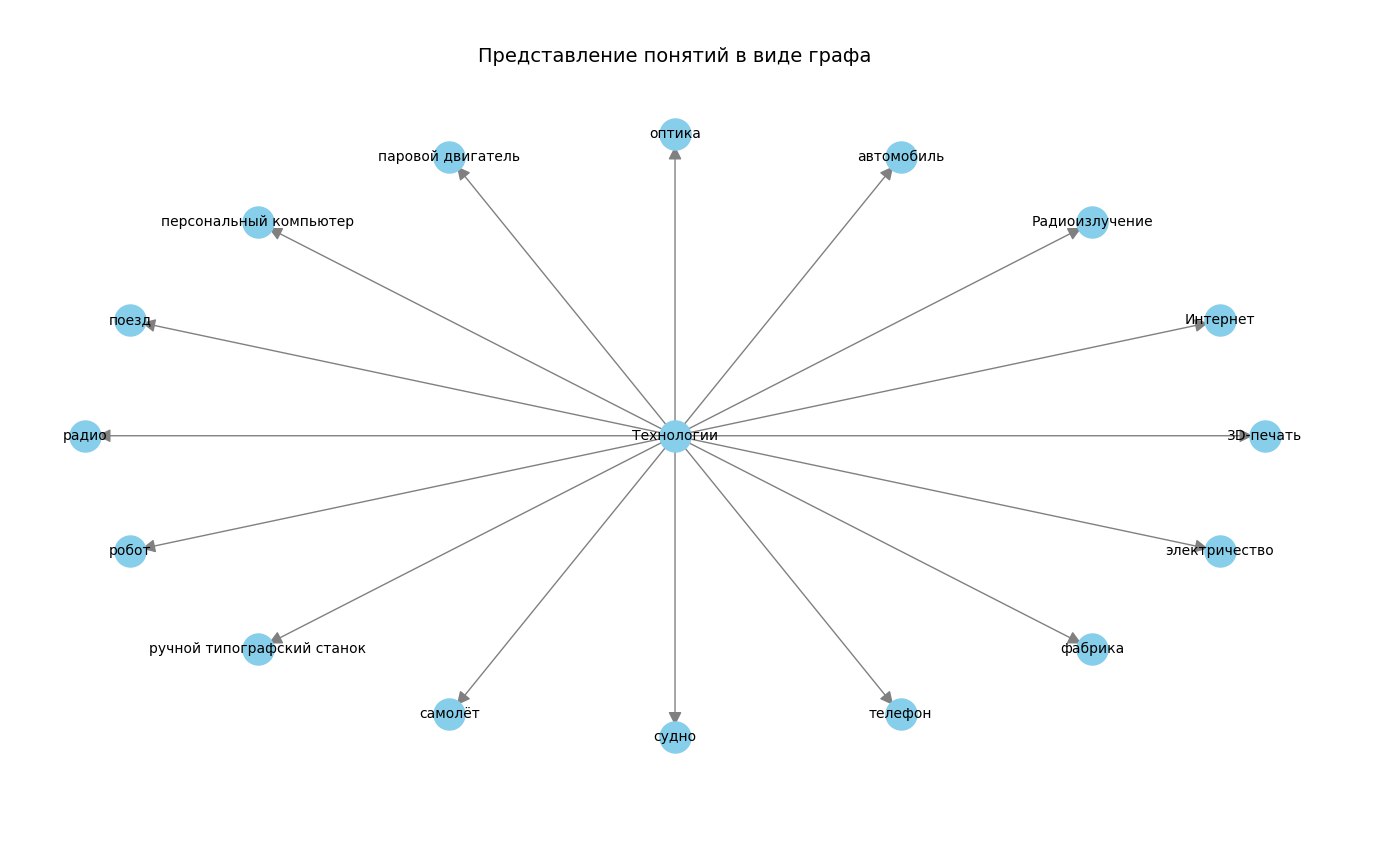 Представление понятий в виде графа
оптика
паровой двигатель
автомобиль
персональный компьютер
Радиоизлучение
поезд
Интернет
радио
Технологии
3D-печать
робот
электричество
ручной типографский станок
фабрика
самолёт
телефон
судно